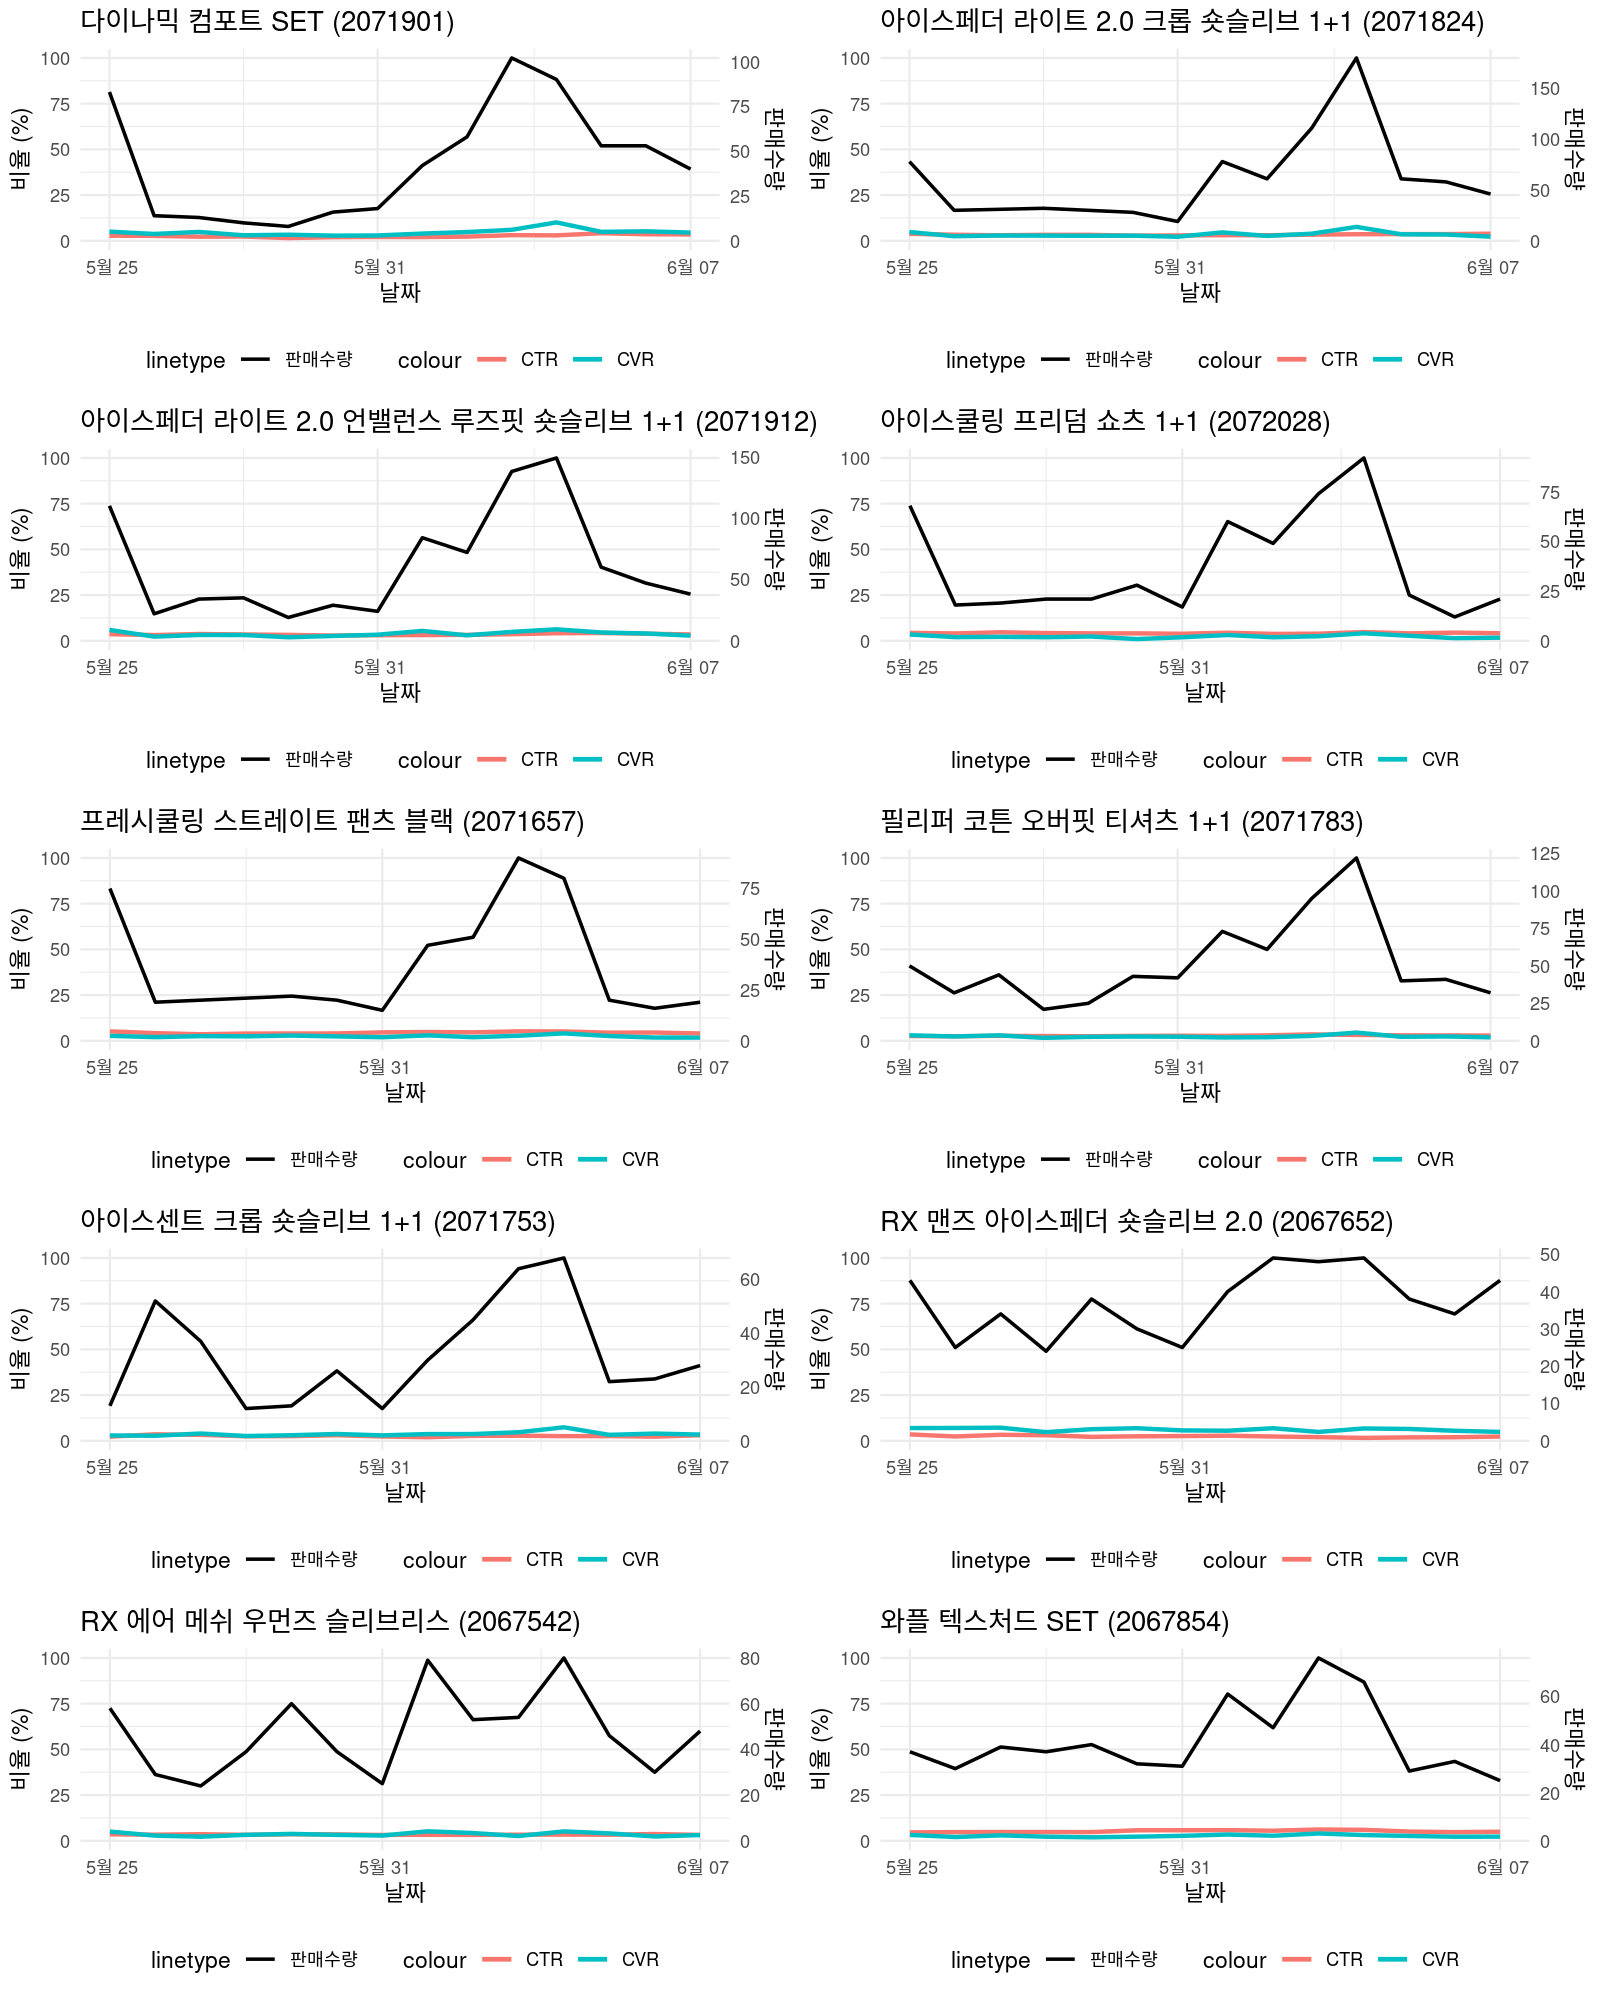 다이나믹 컴포트 SET (2071901)
100
75
50
25
0
비율 (%)
100
75
50
25
0
판매수량
5월 25
5월 31
6월 07
날짜
linetype 판매수량 colour CTR CVR
아이스페더 라이트 2.0 크롭 숏슬리브 1+1 (2071824)
100
75
50
25
0
비율 (%)
150
100
50
0
판매수량
5월 25
5월 31
6월 07
날짜
linetype 판매수량 colour CTR CVR
아이스페더 라이트 2.0 언밸런스 루즈핏 숏슬리브 1+1 (2071912)
100
75
50
25
0
비율 (%)
150
100
50
0
판매수량
5월 25
5월 31
6월 07
날짜
linetype 판매수량 colour CTR CVR
아이스쿨링 프리덤 쇼츠 1+1 (2072028)
100
75
50
25
0
비율 (%)
75
50
25
0
판매수량
5월 25
5월 31
6월 07
날짜
linetype 판매수량 colour CTR CVR
프레시쿨링 스트레이트 팬츠 블랙 (2071657)
100
75
50
25
0
비율 (%)
75
50
25
0
판매수량
5월 25
5월 31
6월 07
날짜
linetype 판매수량 colour CTR CVR
필리퍼 코튼 오버핏 티셔츠 1+1 (2071783)
100
75
50
25
0
비율 (%)
125
100
75
50
25
0
판매수량
5월 25
5월 31
6월 07
날짜
linetype 판매수량 colour CTR CVR
아이스센트 크롭 숏슬리브 1+1 (2071753)
100
75
50
25
0
비율 (%)
60
40
20
0
판매수량
5월 25
5월 31
6월 07
날짜
linetype 판매수량 colour CTR CVR
RX 맨즈 아이스페더 숏슬리브 2.0 (2067652)
100
75
50
25
0
비율 (%)
50
40
30
20
10
0
판매수량
5월 25
5월 31
6월 07
날짜
linetype 판매수량 colour CTR CVR
RX 에어 메쉬 우먼즈 슬리브리스 (2067542)
100
75
50
25
0
비율 (%)
80
60
40
20
0
판매수량
5월 25
5월 31
6월 07
날짜
linetype 판매수량 colour CTR CVR
와플 텍스처드 SET (2067854)
100
75
50
25
0
비율 (%)
60
40
20
0
판매수량
5월 25
5월 31
6월 07
날짜
linetype 판매수량 colour CTR CVR